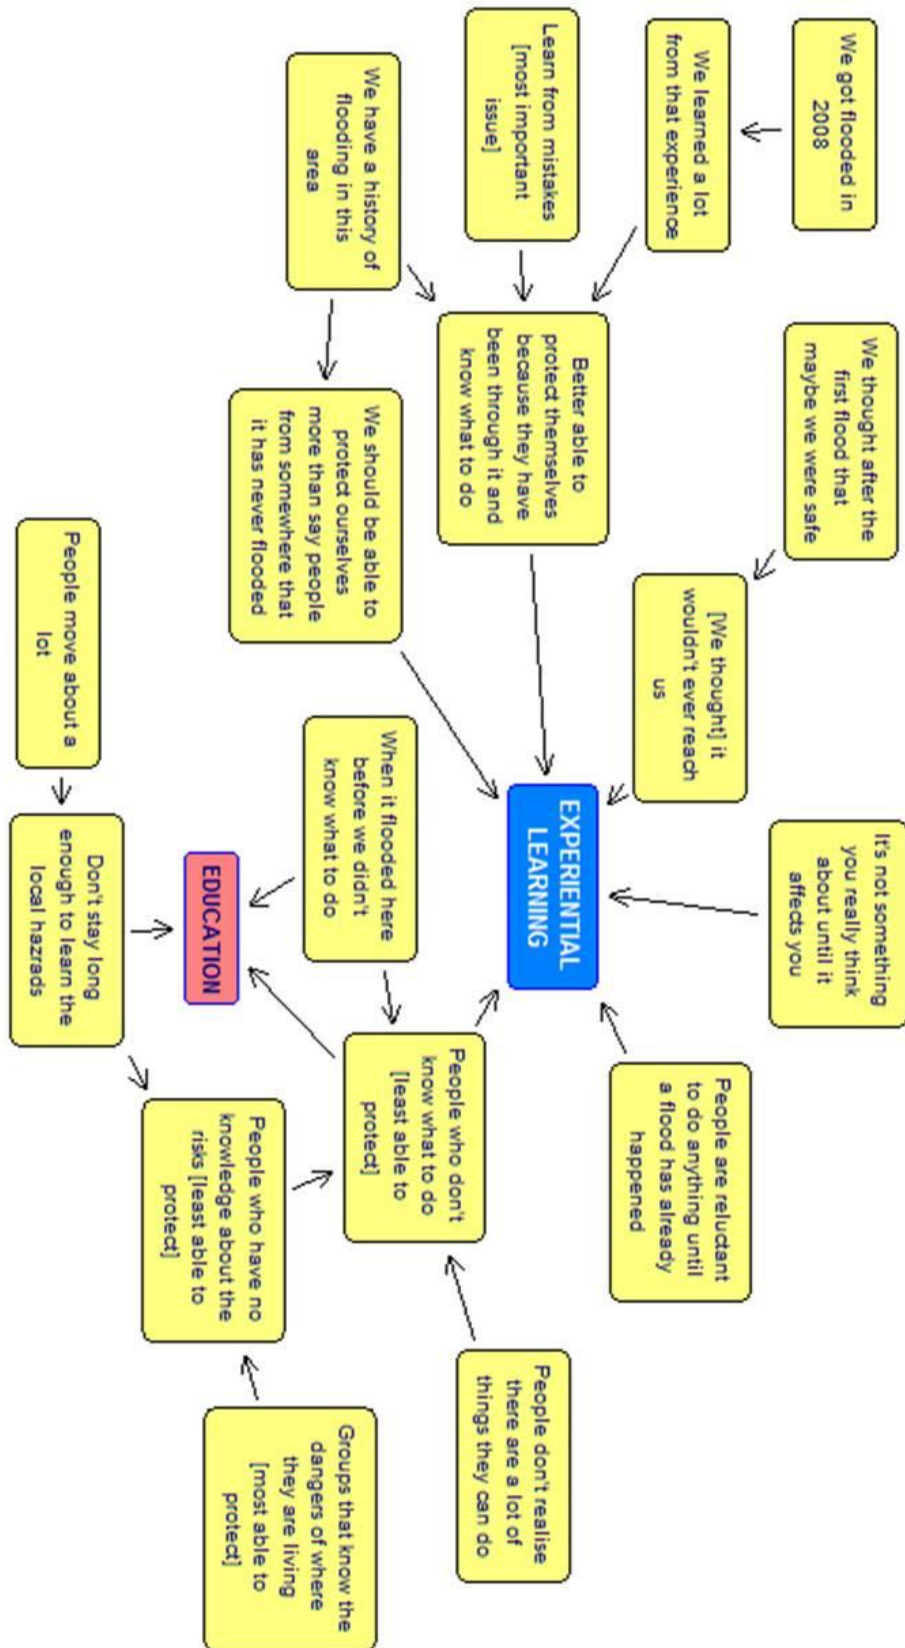 We got flooded in
2008
We thought after the
first flood that
maybe we were safe
It's not something
you really think
about until it
affects you
We learned a lot
from that experience
[We thought] it
wouldn't ever reach
us
People are reluctant
to do anything until
a flood has already
happened
Learn from mistakes
[most important
issue]
Better able to
protect themselves
because they have
been through it and
know what to do
EXPERIENTIAL
LEARNING
People don't realise
there are a lot of
things they can do
We have a history of
flooding in this
area
We should be able to
protect ourselves
more than say people
from somewhere that
it has never flooded
When it flooded here
before we didn't
know what to do
People who don't
know what to do
[least able to
protect]
EDUCATION
People who have no
knowledge about the
risks [least able to
protect]
Groups that know the
dangers of where
they are living
[most able to
protect]
People move about a
lot
Don't stay long
enough to learn the
local hazrads